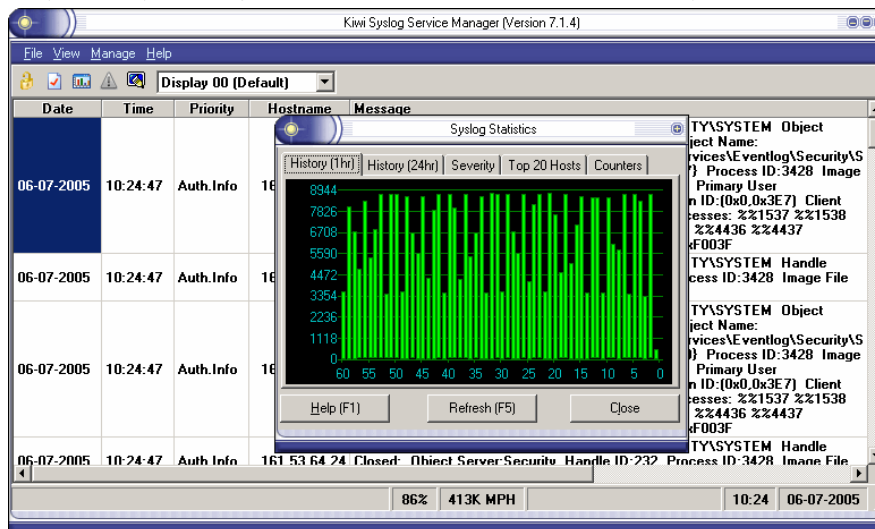 Kiwi Syslog Service Manager (Version 7.1.4)
File View Manage Help
Display 00 (Default)
Date Time Priority Hostname Message
Syslog Statistics
History (1hr) History (24hr) Severity Top 20 Hosts Counters
8944
7826
6708
5590
4472
3354
2236
1118
0
60 55 50 45 40 35 30 25 20 15 10 5 0
Help (F1) Refresh (F5) Close
TY\SYSTEM Object
ject Name:
rvices\Eventlog\Security\S
} Process ID:3428 Image
Primary User
n ID:(0x0,0x3E7) Client
esses: %%1537 %%1538
%%4436 %%4437
xF003F
06-07-2005 10:24:47 Auth.Info 16
TY\SYSTEM Handle
cess ID:3428 Image File
06-07-2005 10:24:47 Auth.Info 16
TY\SYSTEM Object
ject Name:
rvices\Eventlog\Security\S
} Process ID:3428 Image
Primary User
n ID:(0x0,0x3E7) Client
esses: %%1537 %%1538
%%4436 %%4437
xF003F
06-07-2005 10:24:47 Auth.Info 16
TY\SYSTEM Handle
06-07-2005 10:24:47 Auth.Info 161.53.64.24 Closed: Object Server:Security Handle ID:232 Process ID:3428 Image File
86% 413K MPH 10:24 06-07-2005